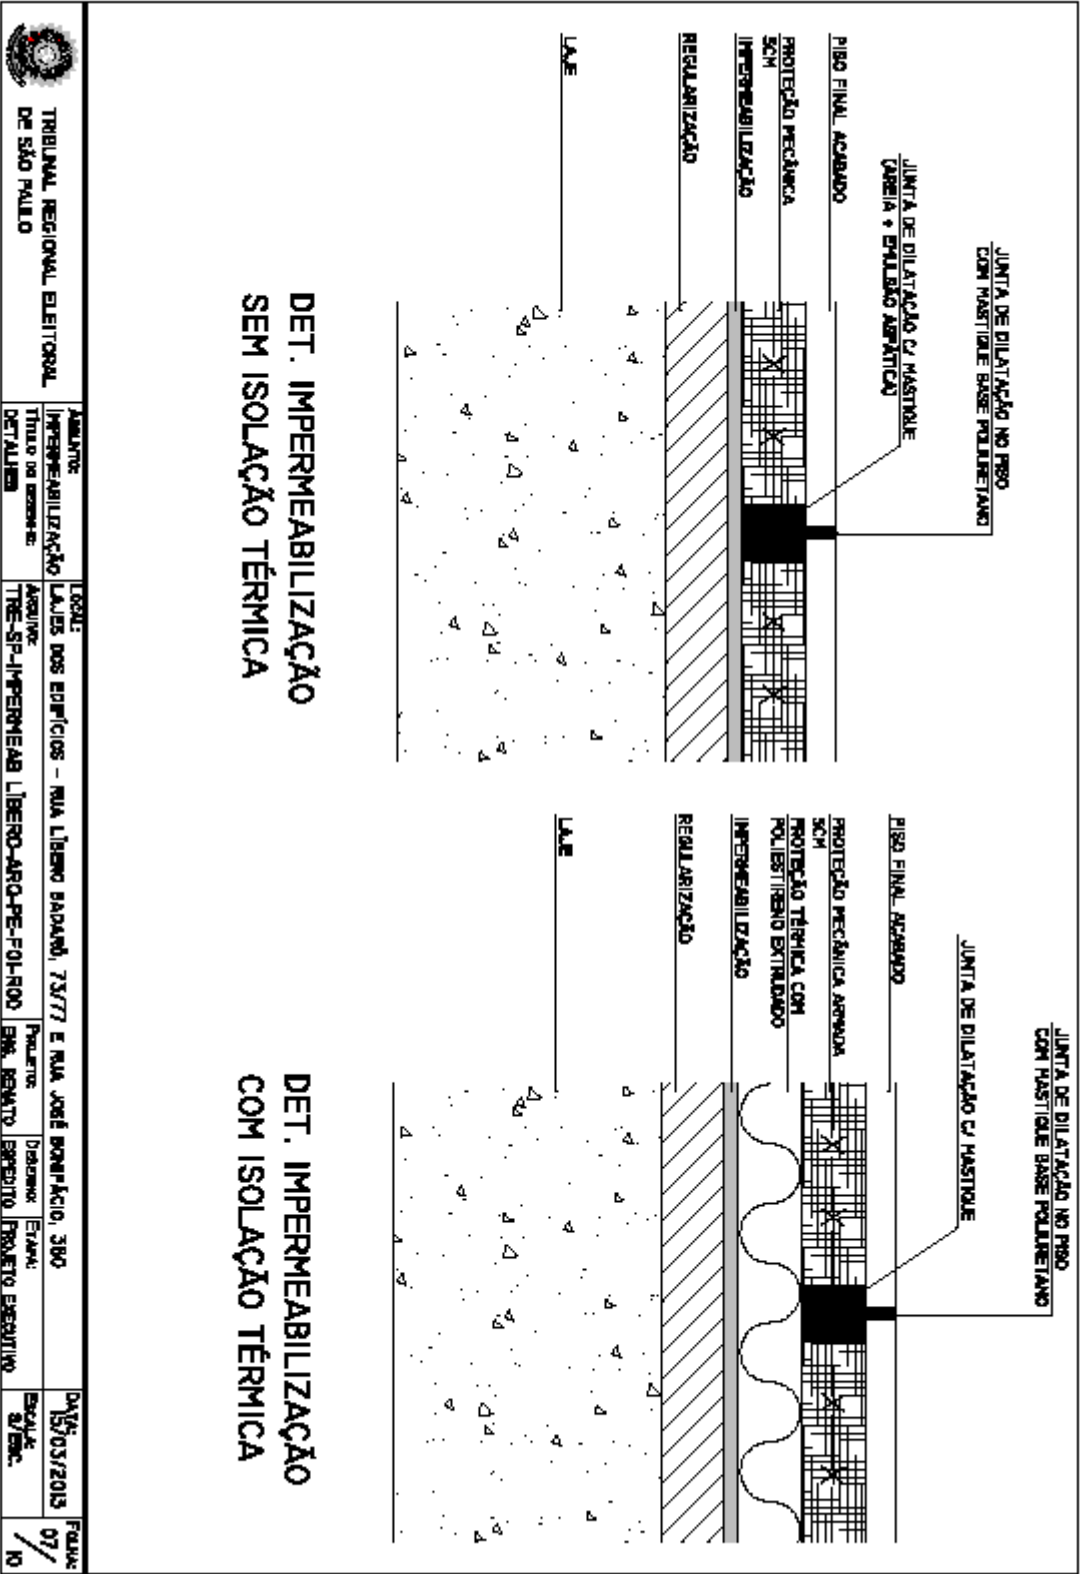 JUNTA DE DILATAÇÃO NO PISO
COM MASTIQUE BASE POLIURETANO
JUNTA DE DILATAÇÃO C/ MASTIQUE
(AREIA + EMULSÃO ASFÁTICA)
PISO FINAL ACABADO
PROTEÇÃO MECÂNICA
5CM
IMPERMEABILIZAÇÃO
REGULARIZAÇÃO
LAJE
DET. IMPERMEABILIZAÇÃO
SEM ISOLAÇÃO TÉRMICA
JUNTA DE DILATAÇÃO NO PISO
COM MASTIQUE BASE POLIURETANO
JUNTA DE DILATAÇÃO C/ MASTIQUE
PISO FINAL ACABADO
PROTEÇÃO MECÂNICA ARMADA
5CM
PROTEÇÃO TÉRMICA COM
POLIESTIRENO EXTRUDADO
IMPERMEABILIZAÇÃO
REGULARIZAÇÃO
LAJE
DET. IMPERMEABILIZAÇÃO
COM ISOLAÇÃO TÉRMICA
TRIBUNAL REGIONAL ELEITORAL
DE SÃO PAULO
ASSUNTO:
IMPERMEABILIZAÇÃO
TÍTULO DO DESENHO:
DETALHES
LOCAL:
LAJES DOS EDIFÍCIOS - RUA LÍBERO BADARÓ, 73/77 E RUA JOSÉ BONIFÁCIO, 380
ARQUIVO:
TRE-SP-IMPERMEAB LÍBERO-ARQ-PE-F01-R00
PROJETO:
ENG. RENATO
DESENHO:
ESPEDITO
ETAPA:
PROJETO EXECUTIVO
DATA:
15/03/2013
ESCALA:
S/ESC.
FOLHA:
07/
10